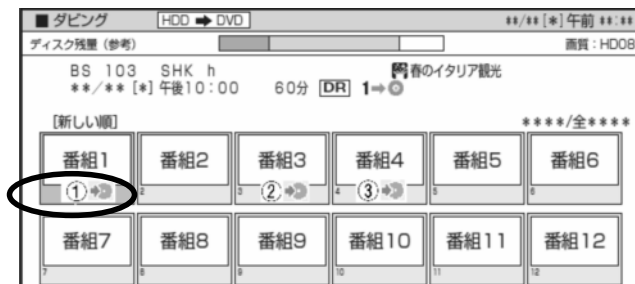 ■ダビング HDD ➡ DVD **/**[*]午前 **:**
ディスク残量(参考) 画質:HD08
BS 103 SHK h 春のイタリア観光
**/**[*]午後10:00 60分 DR 1⇒
[新しい順] ****/全****
番組1 番組2 番組3 番組4 番組5 番組6
① ② ③
2 3 4 5 6
番組7 番組8 番組9 番組10 番組11 番組12
7 8 9 10 11 12